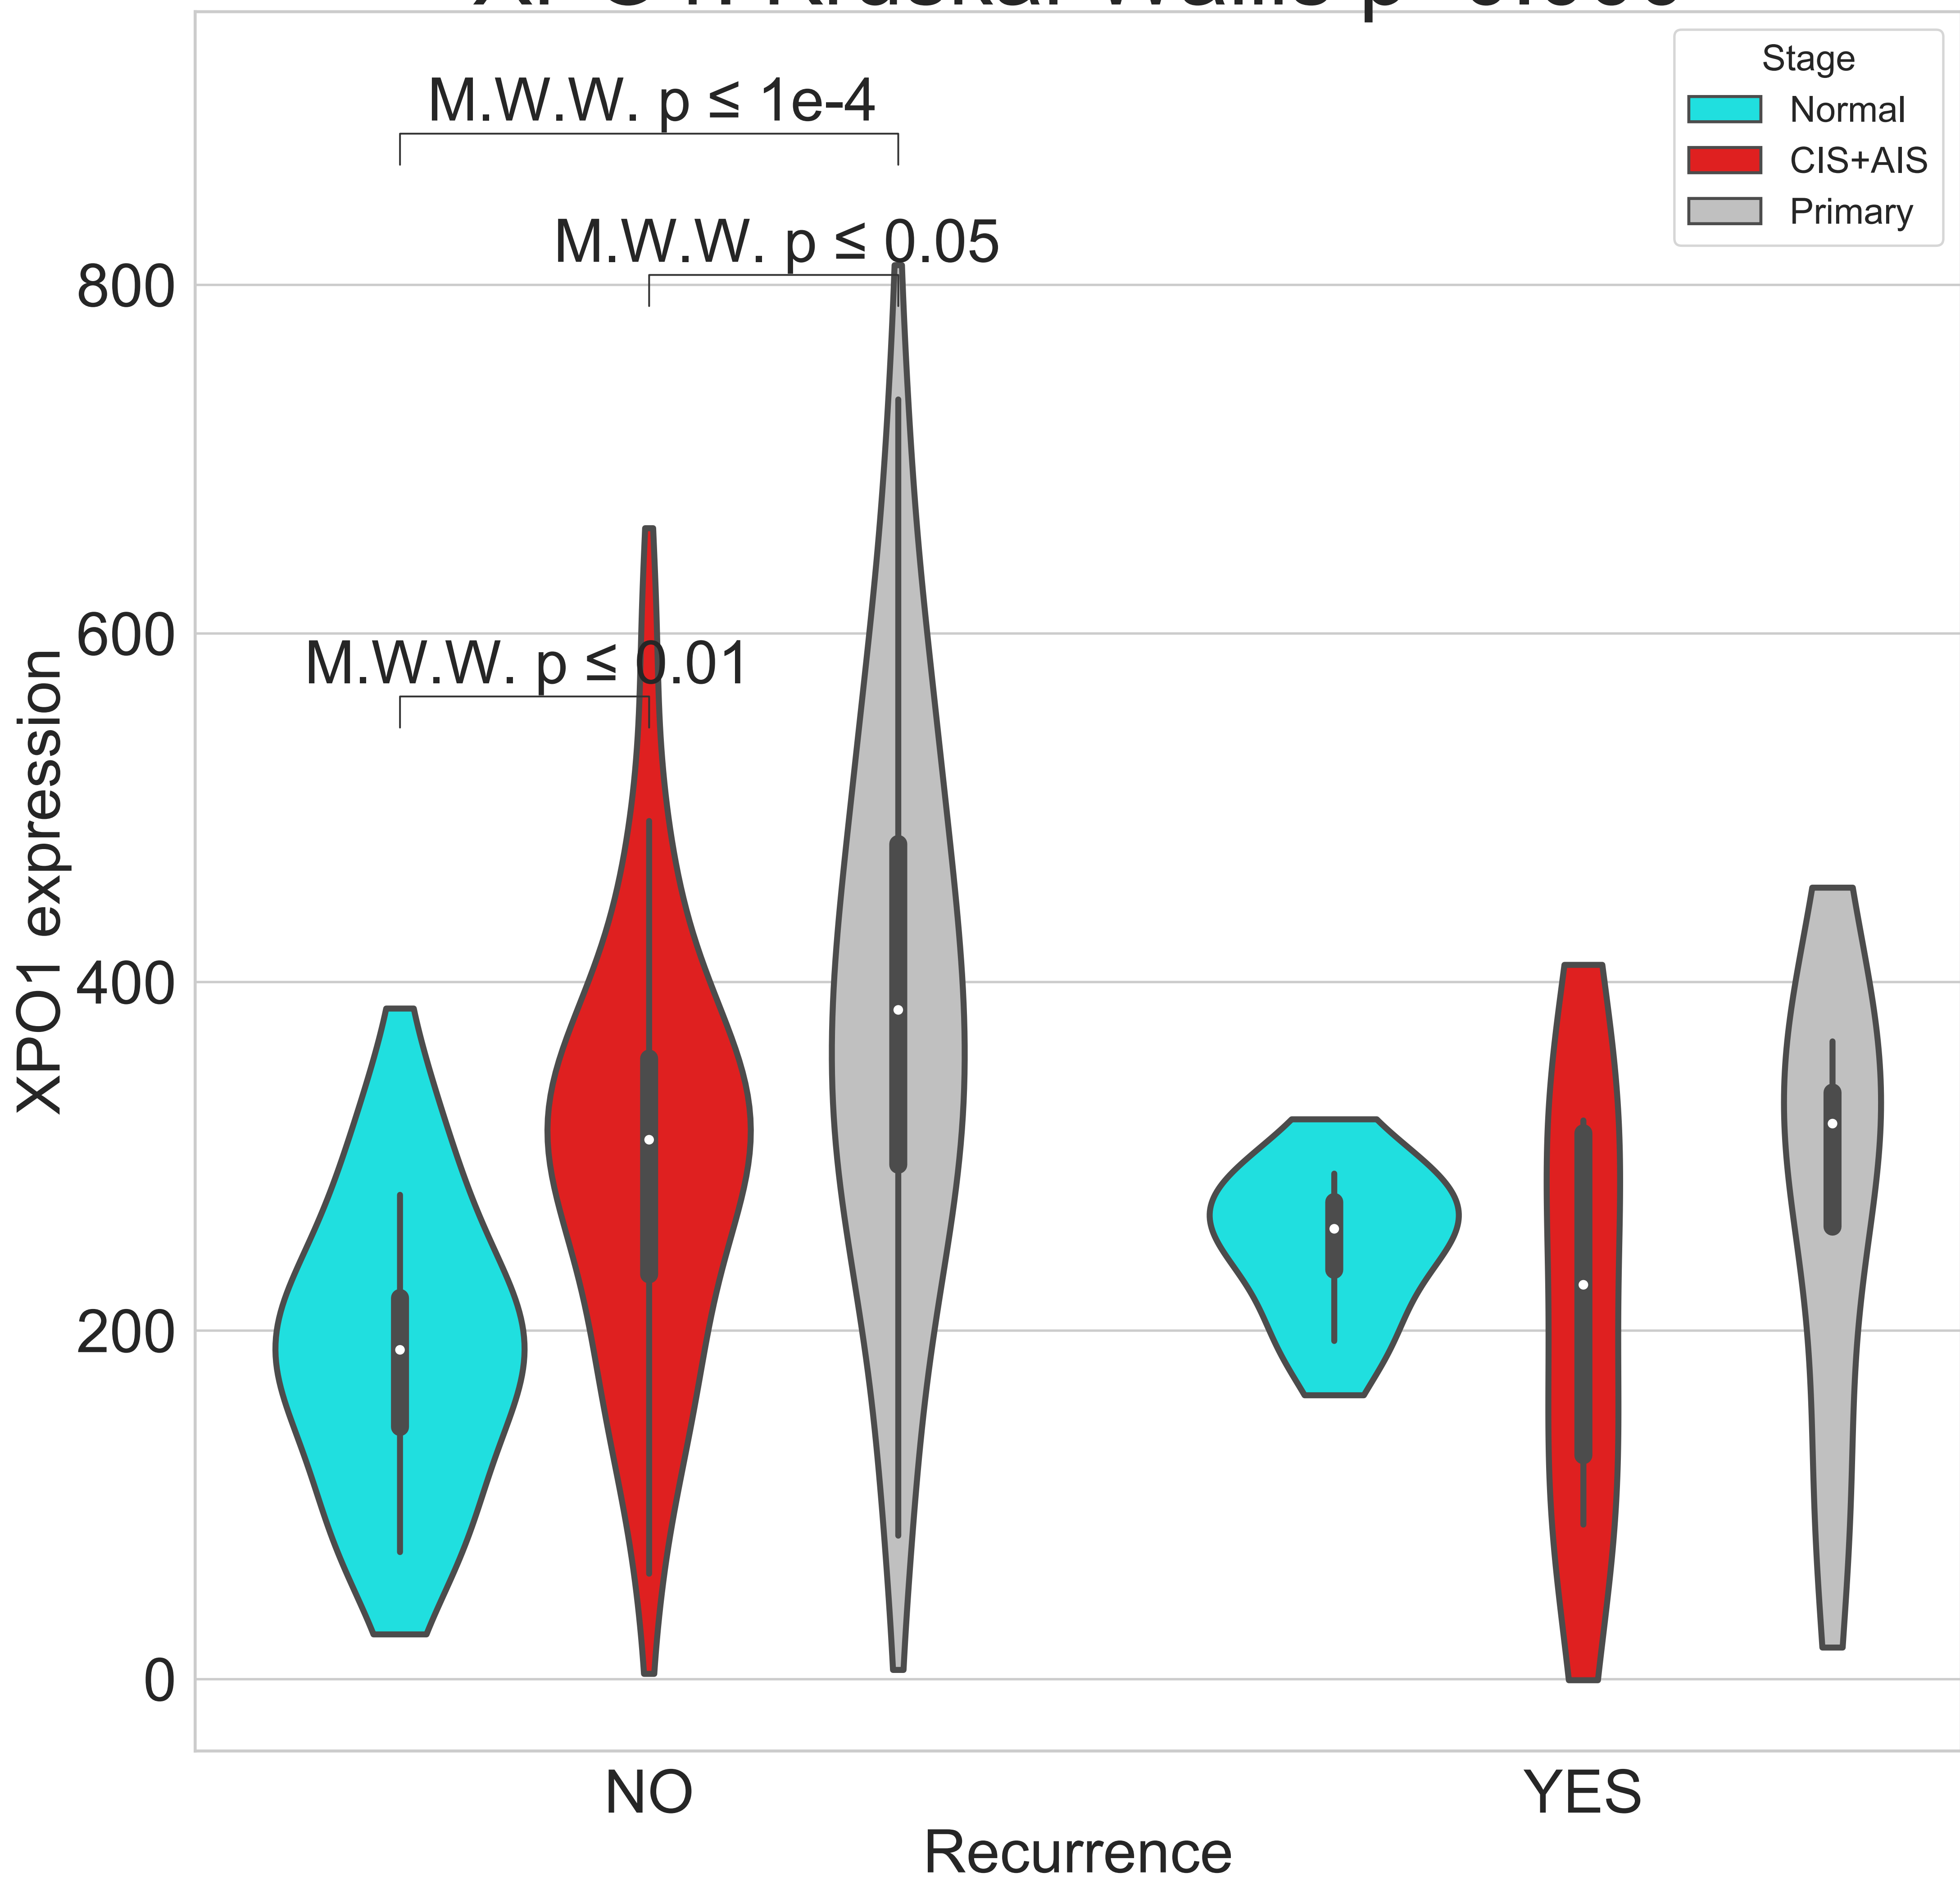 Stage
Normal
CIS+AIS
Primary
M.W.W. p ≤ 1e-4
M.W.W. p ≤ 0.05
M.W.W. p ≤ 0.01
800
600
400
200
0
XPO1 expression
NO
YES
Recurrence